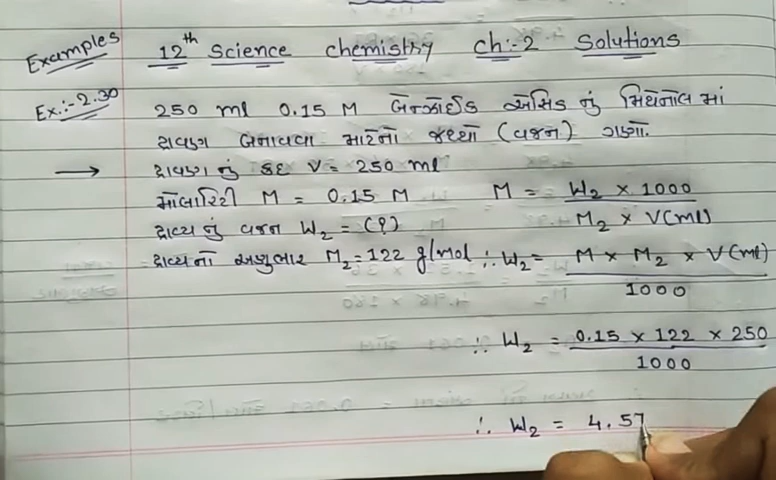 Examples 12th Science chemistry ch:-2 Solutions
Ex:-2.30 250 ml 0.15 M બેન્ઝોઈક એસિડ નું મિથેનોલ માં
દ્રાવણ બનાવવા માટેનો જથ્થો (વજન) ગણો.
→ દ્રાવણ નું કદ V = 250 ml
મોલારિટી M = 0.15 M M = W₂ × 1000 / M₂ × V(ml)
દ્રાવ્ય નું વજન W₂ = (?)
દ્રાવ્ય નો અણુભાર M₂ = 122 g/mol ∴ W₂ = M × M₂ × V(ml) / 1000
∴ W₂ = 0.15 × 122 × 250 / 1000
∴ W₂ = 4.57